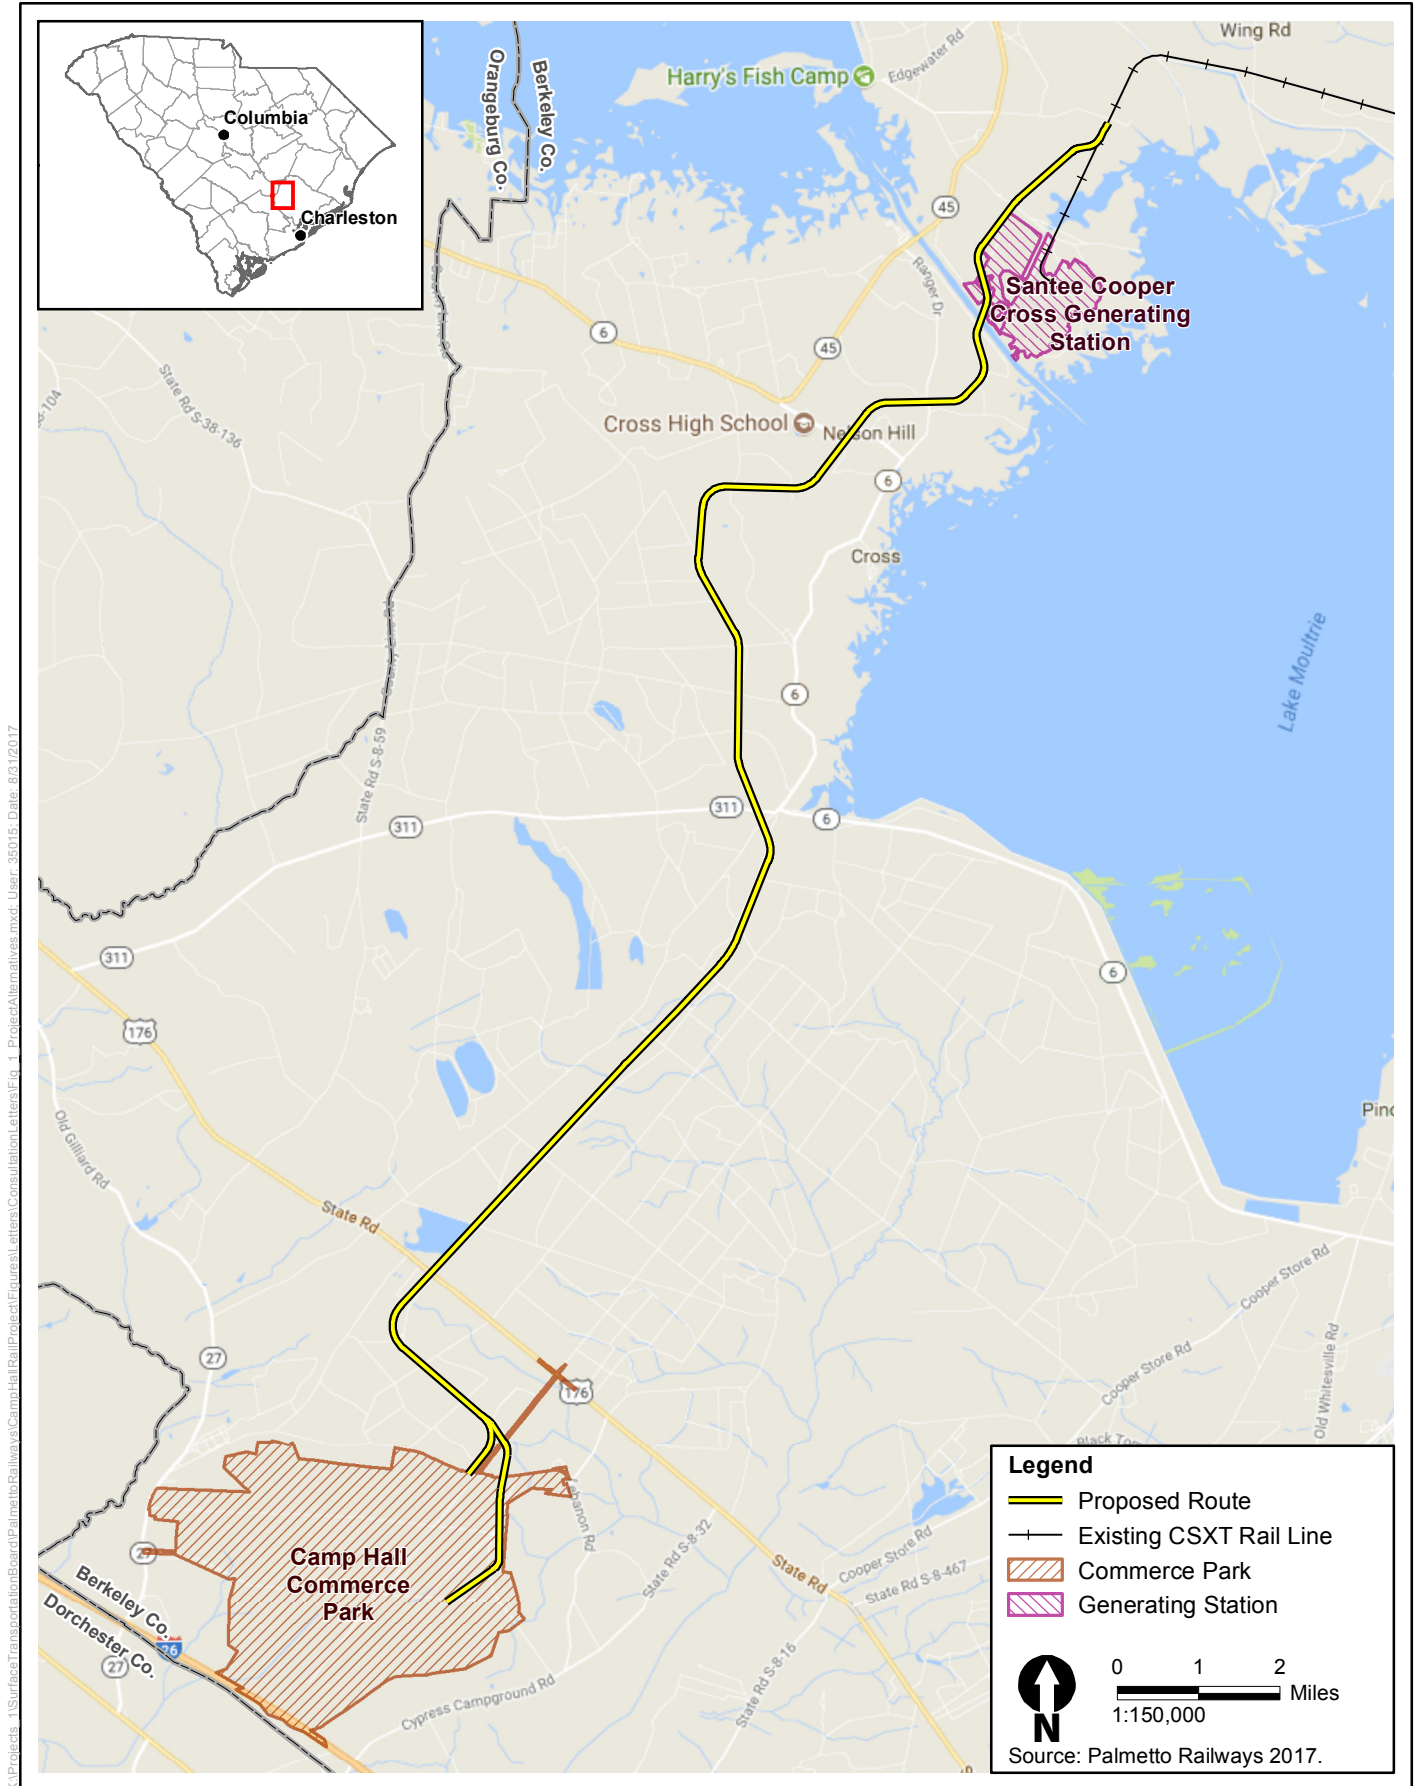 Columbia
Charleston
Orangeburg Co.
Berkeley Co.
Harry's Fish Camp
Edgewater Rd
Wing Rd
45
Ranger Dr
Santee Cooper
Cross Generating
Station
6
45
State Rd S-38-136
Cross High School
Nelson Hill
6
Cross
Lake Moultrie
6
State Rd S-8-59
311
311
6
311
176
6
Old Gilliard Rd
State Rd
Cooper Store Rd
27
176
Cooper Store Rd
Old Whitesville Rd
Camp Hall
Commerce
Park
27
State Rd S-8-32
State Rd
Cooper Store Rd
State Rd S-8-467
Berkeley Co.
Dorchester Co.
26
27
Cypress Campground Rd
State Rd S-8-16
Legend
Proposed Route
Existing CSXT Rail Line
Commerce Park
Generating Station
N
0 1 2
Miles
1:150,000
Source: Palmetto Railways 2017.